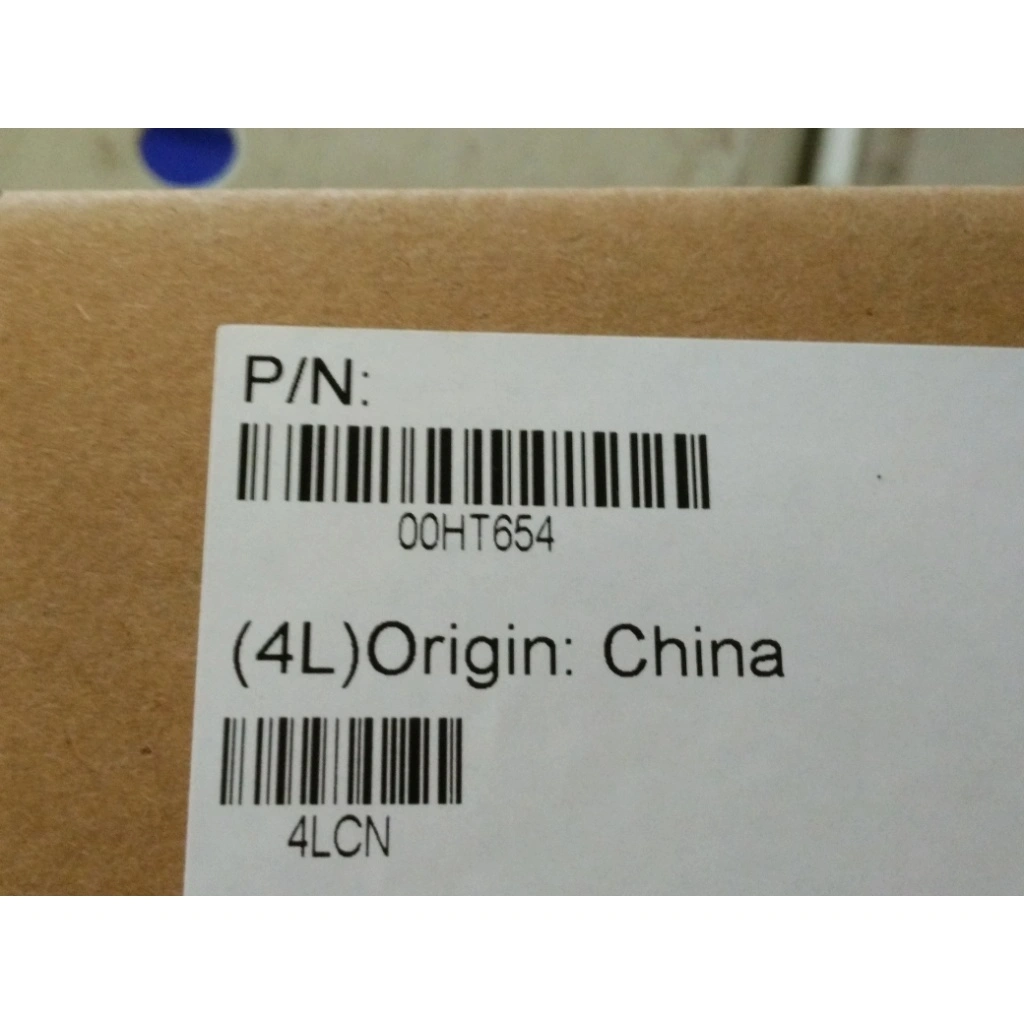 P/N:
00HT654
(4L)Origin: China
4LCN